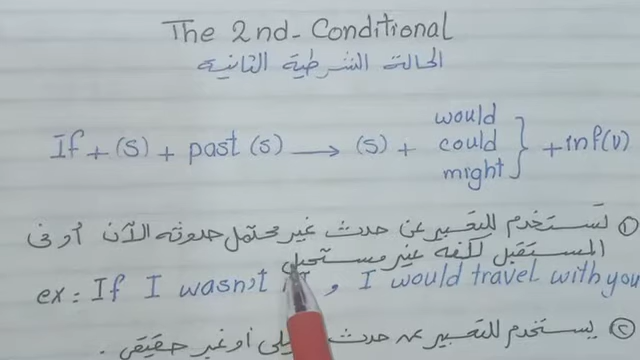 The 2nd- Conditional
الحالة الشرطية الثانية
If + (S) + past (s) → (S) + would could might } + inf(v)
① تستخدم للتعبير عن حدث غير محتمل حدوثه الآن أو فى
المستقبل لكنه غير مستحيل
ex: If I wasn't , I would travel with you
② يستخدم للتعبير عن حدث أو غير حقيقى .